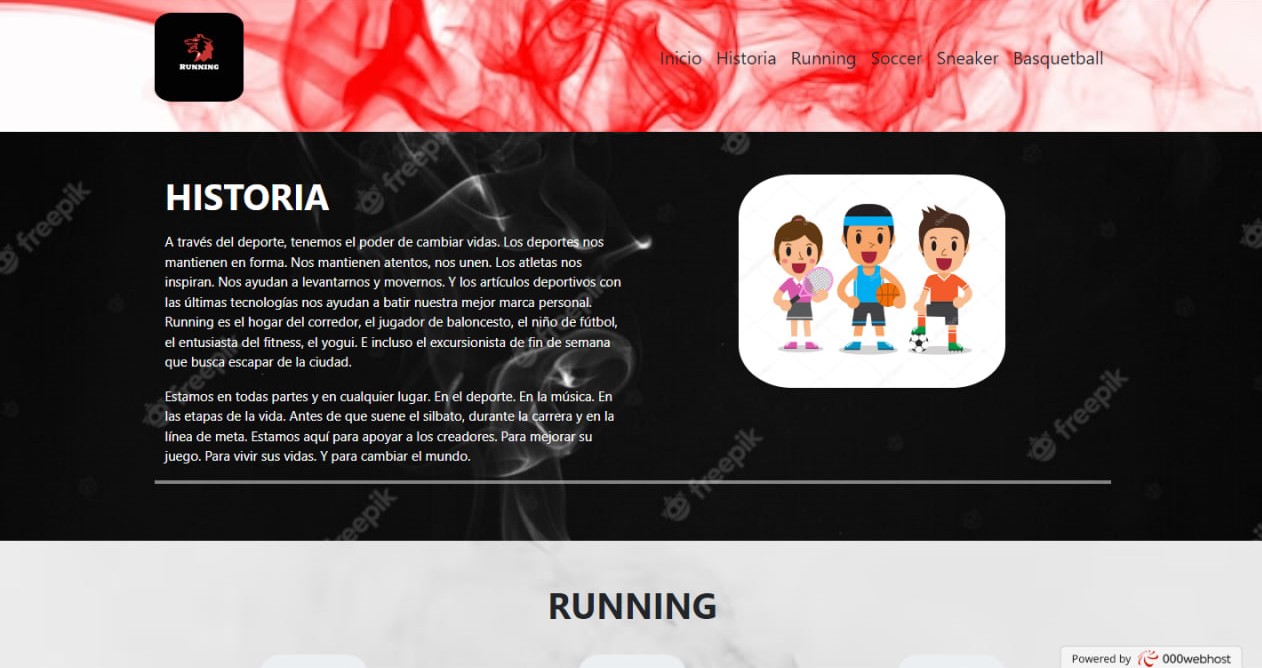 RUNNING
Inicio Historia Running Soccer Sneaker Basquetball
HISTORIA
A través del deporte, tenemos el poder de cambiar vidas. Los deportes nos
mantienen en forma. Nos mantienen atentos, nos unen. Los atletas nos
inspiran. Nos ayudan a levantarnos y movernos. Y los artículos deportivos con
las últimas tecnologías nos ayudan a batir nuestra mejor marca personal.
Running es el hogar del corredor, el jugador de baloncesto, el niño de fútbol,
el entusiasta del fitness, el yogui. E incluso el excursionista de fin de semana
que busca escapar de la ciudad.
Estamos en todas partes y en cualquier lugar. En el deporte. En la música. En
las etapas de la vida. Antes de que suene el silbato, durante la carrera y en la
línea de meta. Estamos aquí para apoyar a los creadores. Para mejorar su
juego. Para vivir sus vidas. Y para cambiar el mundo.
freepik
freepik
freepik
freepik
freepik
freepik
RUNNING
Powered by 000webhost